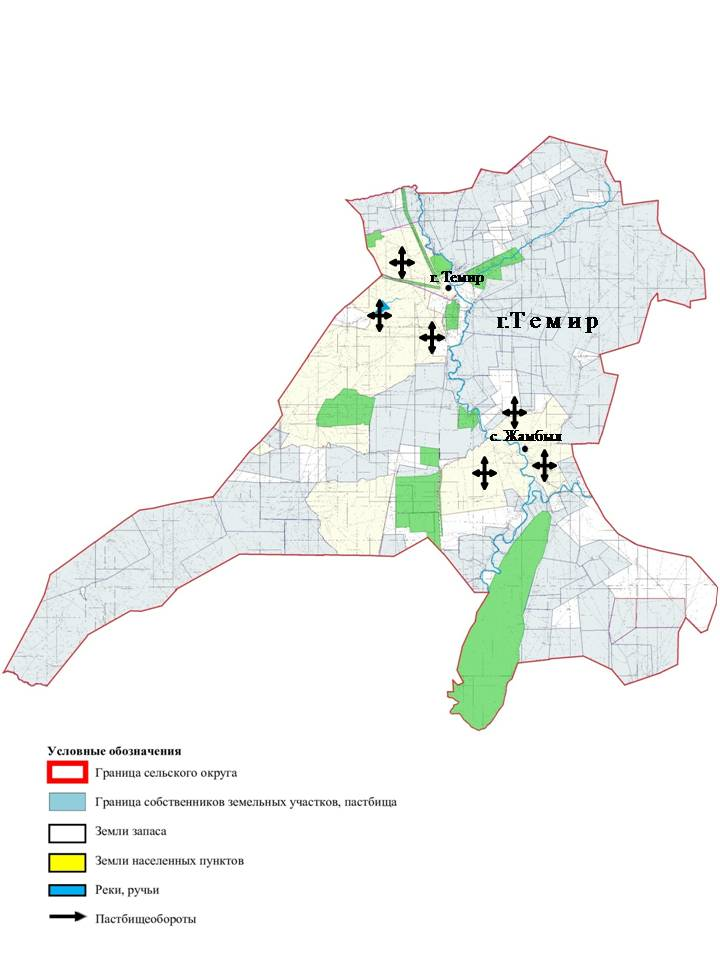 г. Темир
г.Темир
с. Жамбыл
Условные обозначения
Граница сельского округа
Граница собственников земельных участков, пастбища
Земли запаса
Земли населенных пунктов
Реки, ручьи
Пастбищеобороты